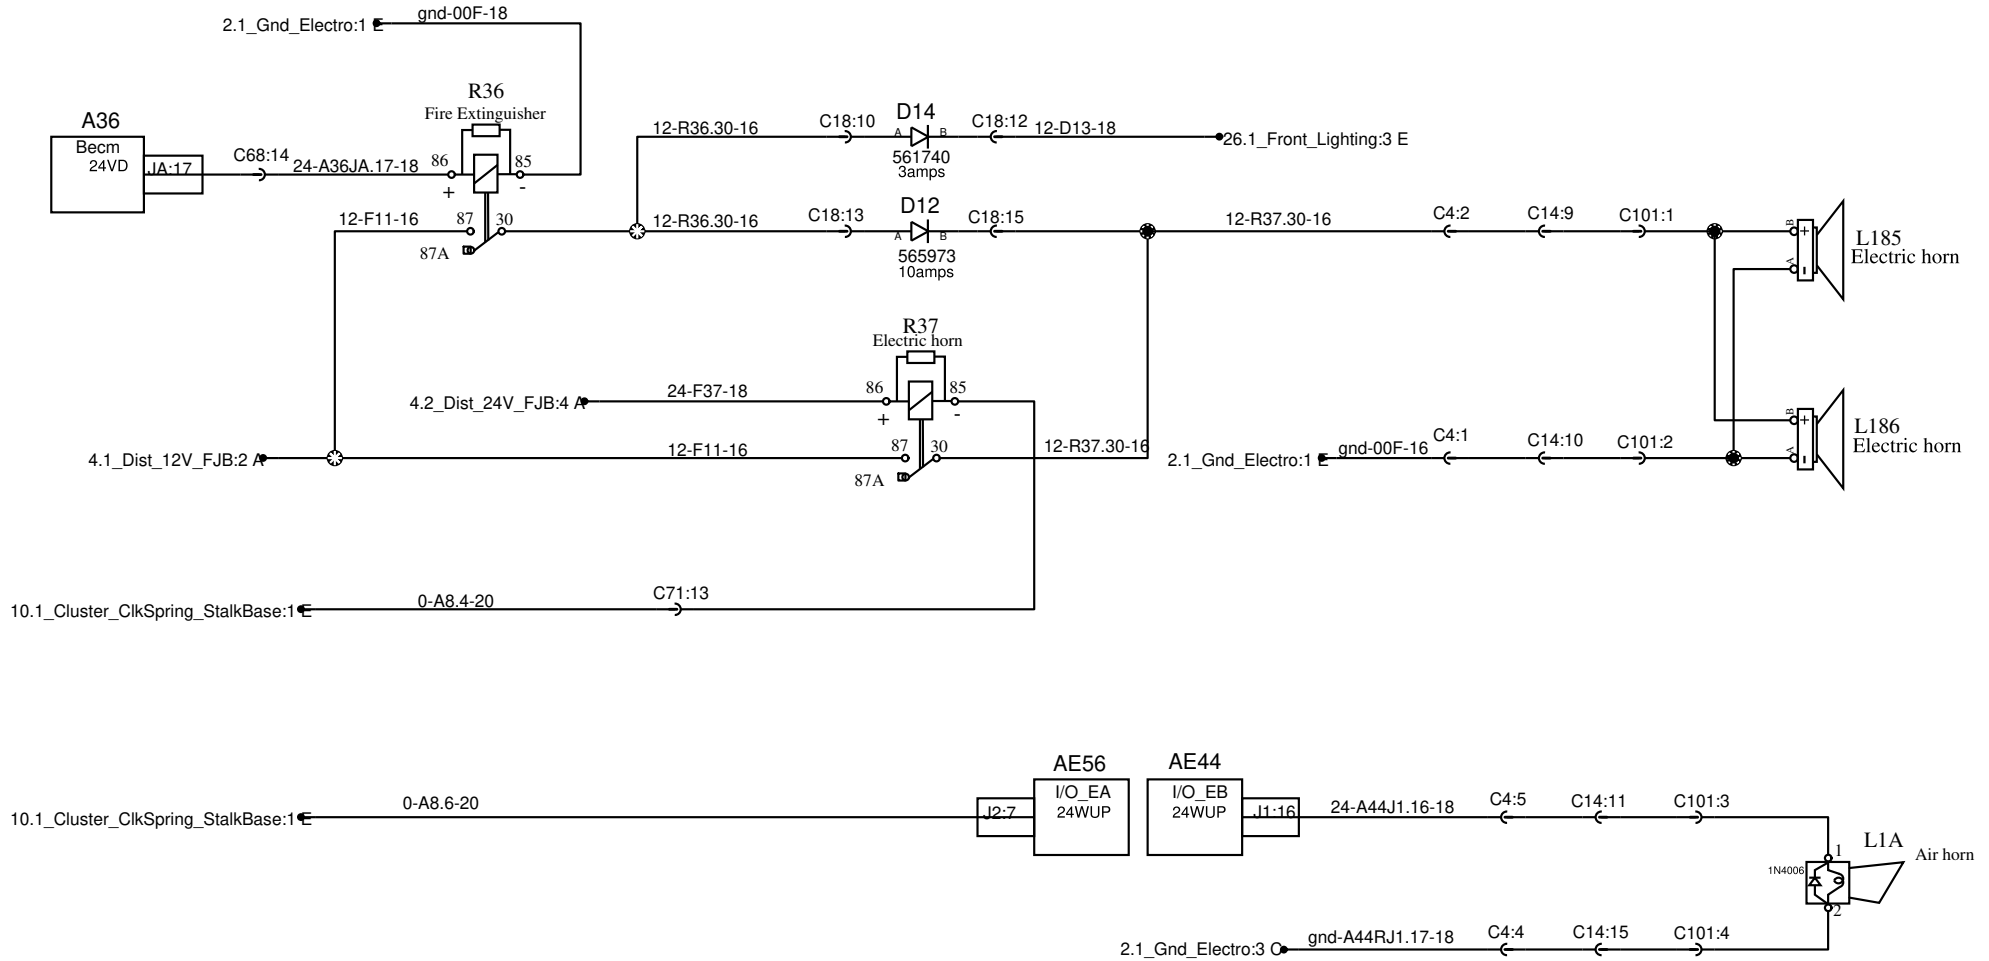 gnd-00F-18
2.1_Gnd_Electro:1 E
R36
Fire Extinguisher
A36
Becm
24VD
JA:17
C68:14
24-A36JA.17-18
86
85
+
-
12-F11-16
87
30
87A
12-R36.30-16
C18:10
D14
A
B
561740
3amps
C18:12
12-D13-18
26.1_Front_Lighting:3 E
12-R36.30-16
C18:13
D12
A
B
565973
10amps
C18:15
12-R37.30-16
C4:2
C14:9
C101:1
B
+
A
-
L185
Electric horn
R37
Electric horn
4.2_Dist_24V_FJB:4 A
24-F37-18
86
85
+
-
4.1_Dist_12V_FJB:2 A
12-F11-16
87
30
87A
12-R37.30-16
2.1_Gnd_Electro:1 E
gnd-00F-16
C4:1
C14:10
C101:2
B
+
A
-
L186
Electric horn
10.1_Cluster_ClkSpring_StalkBase:1 E
0-A8.4-20
C71:13
10.1_Cluster_ClkSpring_StalkBase:1 E
0-A8.6-20
AE56
I/O_EA
24WUP
J2:7
AE44
I/O_EB
24WUP
J1:16
24-A44J1.16-18
C4:5
C14:11
C101:3
1
L1A
Air horn
1N4006
2
2.1_Gnd_Electro:3 C
gnd-A44RJ1.17-18
C4:4
C14:15
C101:4